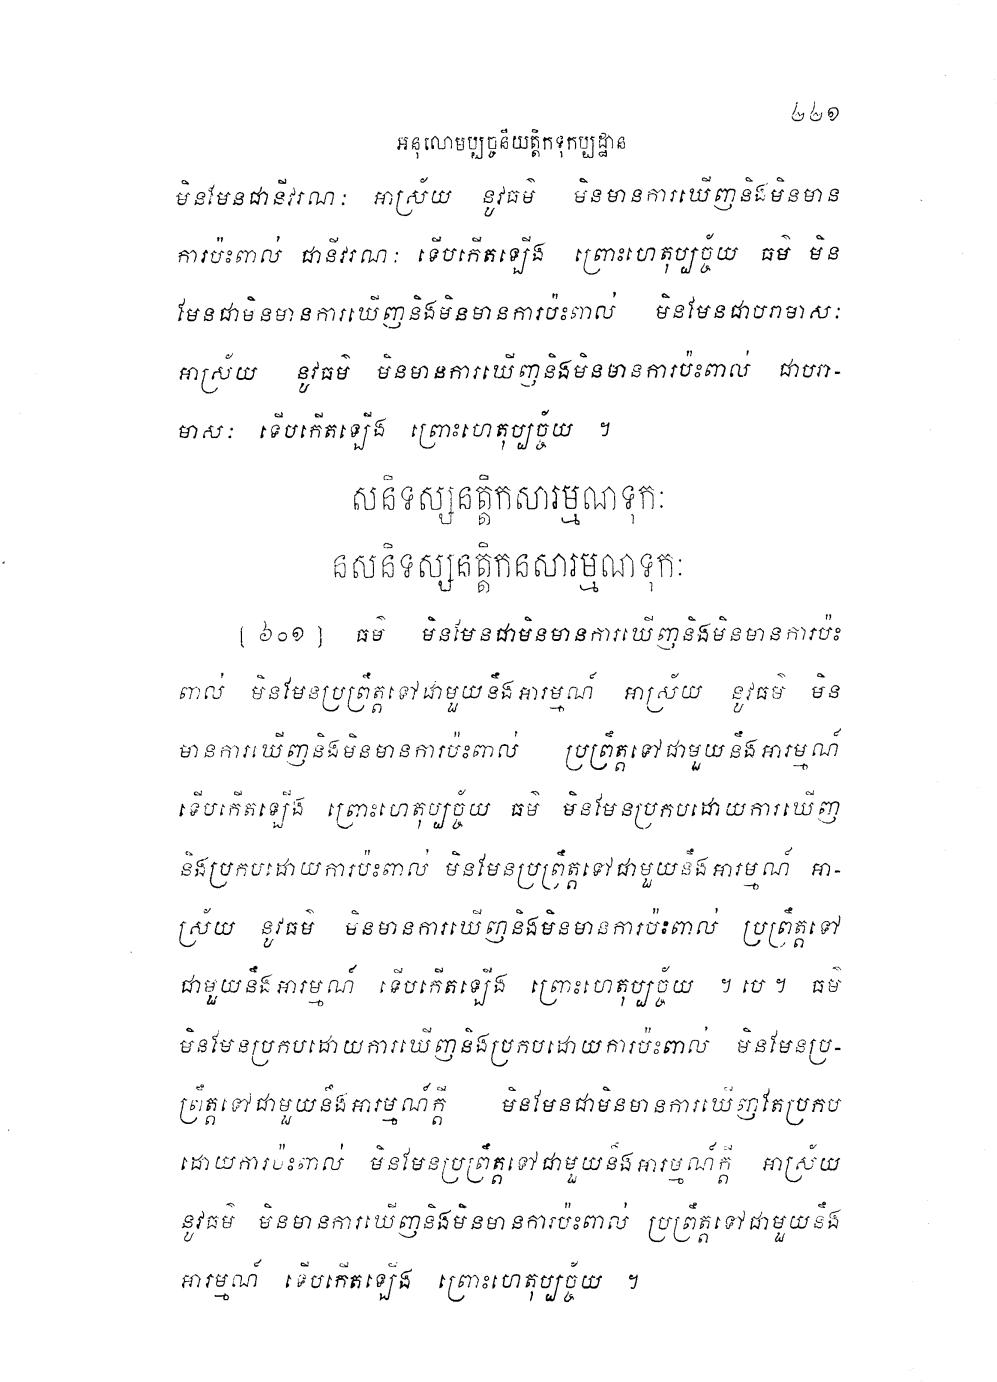 ២២១
អនុលោមប្បច្ចនីយត្តិកទុកប្បដ្ឋាន
មិនមែនជានីវរណៈ អាស្រ័យ នូវធម៌ មិនមានការឃើញនិងមិនមាន
ការប៉ះពាល់ ជានីវរណៈ ទើបកើតឡើង ព្រោះហេតុប្បច្ច័យ ធម៌ មិន
មែនជាមិនមានការឃើញនិងមិនមានការប៉ះពាល់ មិនមែនជាបរាមាសៈ
អាស្រ័យ នូវធម៌ មិនមានការឃើញនិងមិនមានការប៉ះពាល់ ជាបរា-
មាសៈ ទើបកើតឡើង ព្រោះហេតុប្បច្ច័យ ។
សនិទស្សនត្តិកសារម្មណទុកៈ
នសនិទស្សនត្តិកនសារម្មណទុកៈ
[ ៦០១ ] ធម៌ មិនមែនជាមិនមានការឃើញនិងមិនមានការប៉ះ
ពាល់ មិនមែនប្រព្រឹត្តទៅជាមួយនឹងអារម្មណ៍ អាស្រ័យ នូវធម៌ មិន
មានការឃើញនិងមិនមានការប៉ះពាល់ ប្រព្រឹត្តទៅជាមួយនឹងអារម្មណ៍
ទើបកើតឡើង ព្រោះហេតុប្បច្ច័យ ធម៌ មិនមែនប្រកបដោយការឃើញ
និងប្រកបដោយការប៉ះពាល់ មិនមែនប្រព្រឹត្តទៅជាមួយនឹងអារម្មណ៍ អា-
ស្រ័យ នូវធម៌ មិនមានការឃើញនិងមិនមានការប៉ះពាល់ ប្រព្រឹត្តទៅ
ជាមួយនឹងអារម្មណ៍ ទើបកើតឡើង ព្រោះហេតុប្បច្ច័យ ។ បេ ។ ធម៌
មិនមែនប្រកបដោយការឃើញនិងប្រកបដោយការប៉ះពាល់ មិនមែនប្រ-
ព្រឹត្តទៅជាមួយនឹងអារម្មណ៍ក្តី មិនមែនជាមិនមានការឃើញតែប្រកប
ដោយការប៉ះពាល់ មិនមែនប្រព្រឹត្តទៅជាមួយនឹងអារម្មណ៍ក្តី អាស្រ័យ
នូវធម៌ មិនមានការឃើញនិងមិនមានការប៉ះពាល់ ប្រព្រឹត្តទៅជាមួយនឹង
អារម្មណ៍ ទើបកើតឡើង ព្រោះហេតុប្បច្ច័យ ។